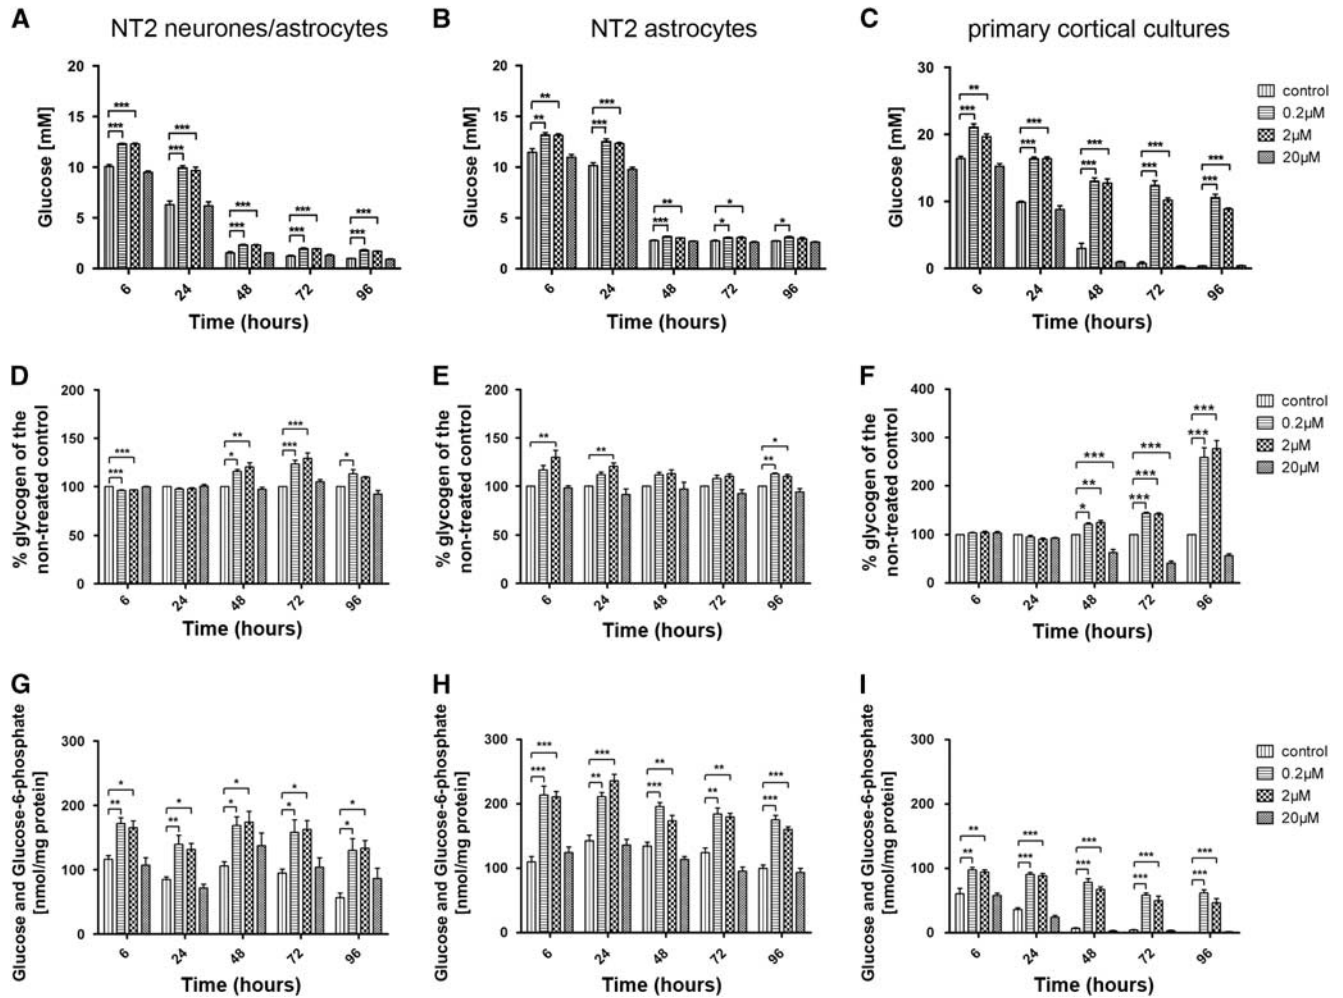 A NT2 neurones/astrocytes
Glucose [mM]
20
15
10
5
0
*** *** *** *** *** *** *** *** *** ***
6 24 48 72 96
Time (hours)
B NT2 astrocytes
Glucose [mM]
20
15
10
5
0
** ** *** *** ** *** * * *
6 24 48 72 96
Time (hours)
C primary cortical cultures
Glucose [mM]
30
20
10
0
** *** *** *** *** *** *** *** *** ***
6 24 48 72 96
Time (hours)
control
0.2µM
2µM
20µM
D
% glycogen of the
non-treated control
200
150
100
50
0
*** *** ** * *** *** *
6 24 48 72 96
Time (hours)
E
% glycogen of the
non-treated control
200
150
100
50
0
** ** * **
6 24 48 72 96
Time (hours)
F
% glycogen of the
non-treated control
400
300
200
100
0
*** ** * *** *** *** *** ***
6 24 48 72 96
Time (hours)
control
0.2µM
2µM
20µM
G
Glucose and Glucose-6-phosphate
[nmol/mg protein]
300
200
100
0
* ** * ** * * * * * *
6 24 48 72 96
Time (hours)
H
Glucose and Glucose-6-phosphate
[nmol/mg protein]
300
200
100
0
*** *** *** ** ** *** ** ** *** ***
6 24 48 72 96
Time (hours)
I
Glucose and Glucose-6-phosphate
[nmol/mg protein]
300
200
100
0
** ** *** *** *** *** *** *** *** ***
6 24 48 72 96
Time (hours)
control
0.2µM
2µM
20µM